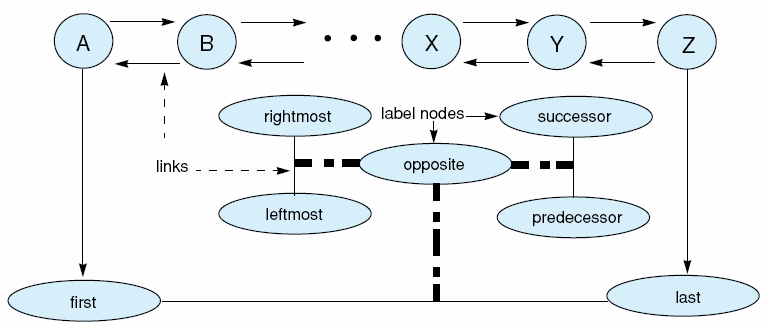 A
B
X
Y
Z
rightmost
label nodes
successor
links
opposite
leftmost
predecessor
first
last